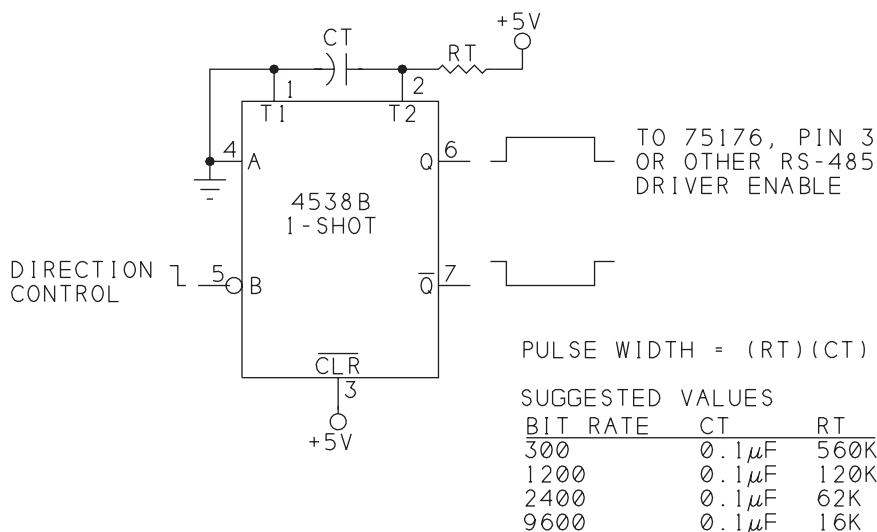 +5V
CT
RT
1
2
T1
T2
4
A
Q
6
TO 75176, PIN 3
OR OTHER RS-485
DRIVER ENABLE
4538B
1-SHOT
DIRECTION
CONTROL
5
B
Q
7
CLR
3
+5V
PULSE WIDTH = (RT)(CT)
SUGGESTED VALUES
BIT RATE CT RT
300 0.1μF 560K
1200 0.1μF 120K
2400 0.1μF 62K
9600 0.1μF 16K